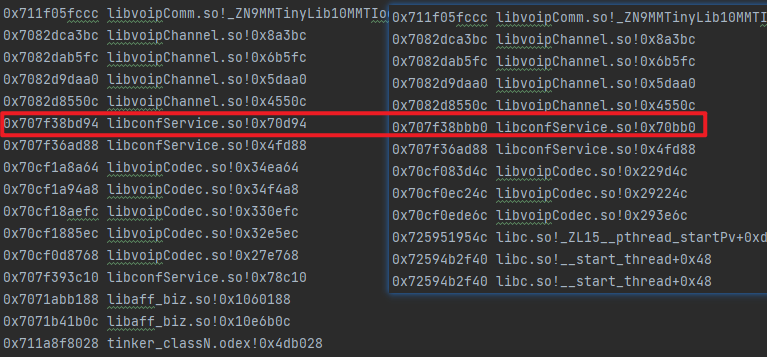 0x711f05fccc libvoipComm.so!_ZN9MMTinyLib10MMTIo
0x7082dca3bc libvoipChannel.so!0x8a3bc
0x7082dab5fc libvoipChannel.so!0x6b5fc
0x7082d9daa0 libvoipChannel.so!0x5daa0
0x7082d8550c libvoipChannel.so!0x4550c
0x707f38bd94 libconfService.so!0x70d94
0x707f36ad88 libconfService.so!0x4fd88
0x70cf1a8a64 libvoipCodec.so!0x34ea64
0x70cf1a94a8 libvoipCodec.so!0x34f4a8
0x70cf18aefc libvoipCodec.so!0x330efc
0x70cf1885ec libvoipCodec.so!0x32e5ec
0x70cf0d8768 libvoipCodec.so!0x27e768
0x707f393c10 libconfService.so!0x78c10
0x7071abb188 libaff_biz.so!0x1060188
0x7071b41b0c libaff_biz.so!0x10e6b0c
0x711a8f8028 tinker_classN.odex!0x4db028
0x711f05fccc libvoipComm.so!_ZN9MMTinyLib10MMTI
0x7082dca3bc libvoipChannel.so!0x8a3bc
0x7082dab5fc libvoipChannel.so!0x6b5fc
0x7082d9daa0 libvoipChannel.so!0x5daa0
0x7082d8550c libvoipChannel.so!0x4550c
0x707f38bbb0 libconfService.so!0x70bb0
0x707f36ad88 libconfService.so!0x4fd88
0x70cf083d4c libvoipCodec.so!0x229d4c
0x70cf0ec24c libvoipCodec.so!0x29224c
0x70cf0ede6c libvoipCodec.so!0x293e6c
0x725951954c libc.so!_ZL15__pthread_startPv+0xd
0x72594b2f40 libc.so!__start_thread+0x48
0x72594b2f40 libc.so!__start_thread+0x48